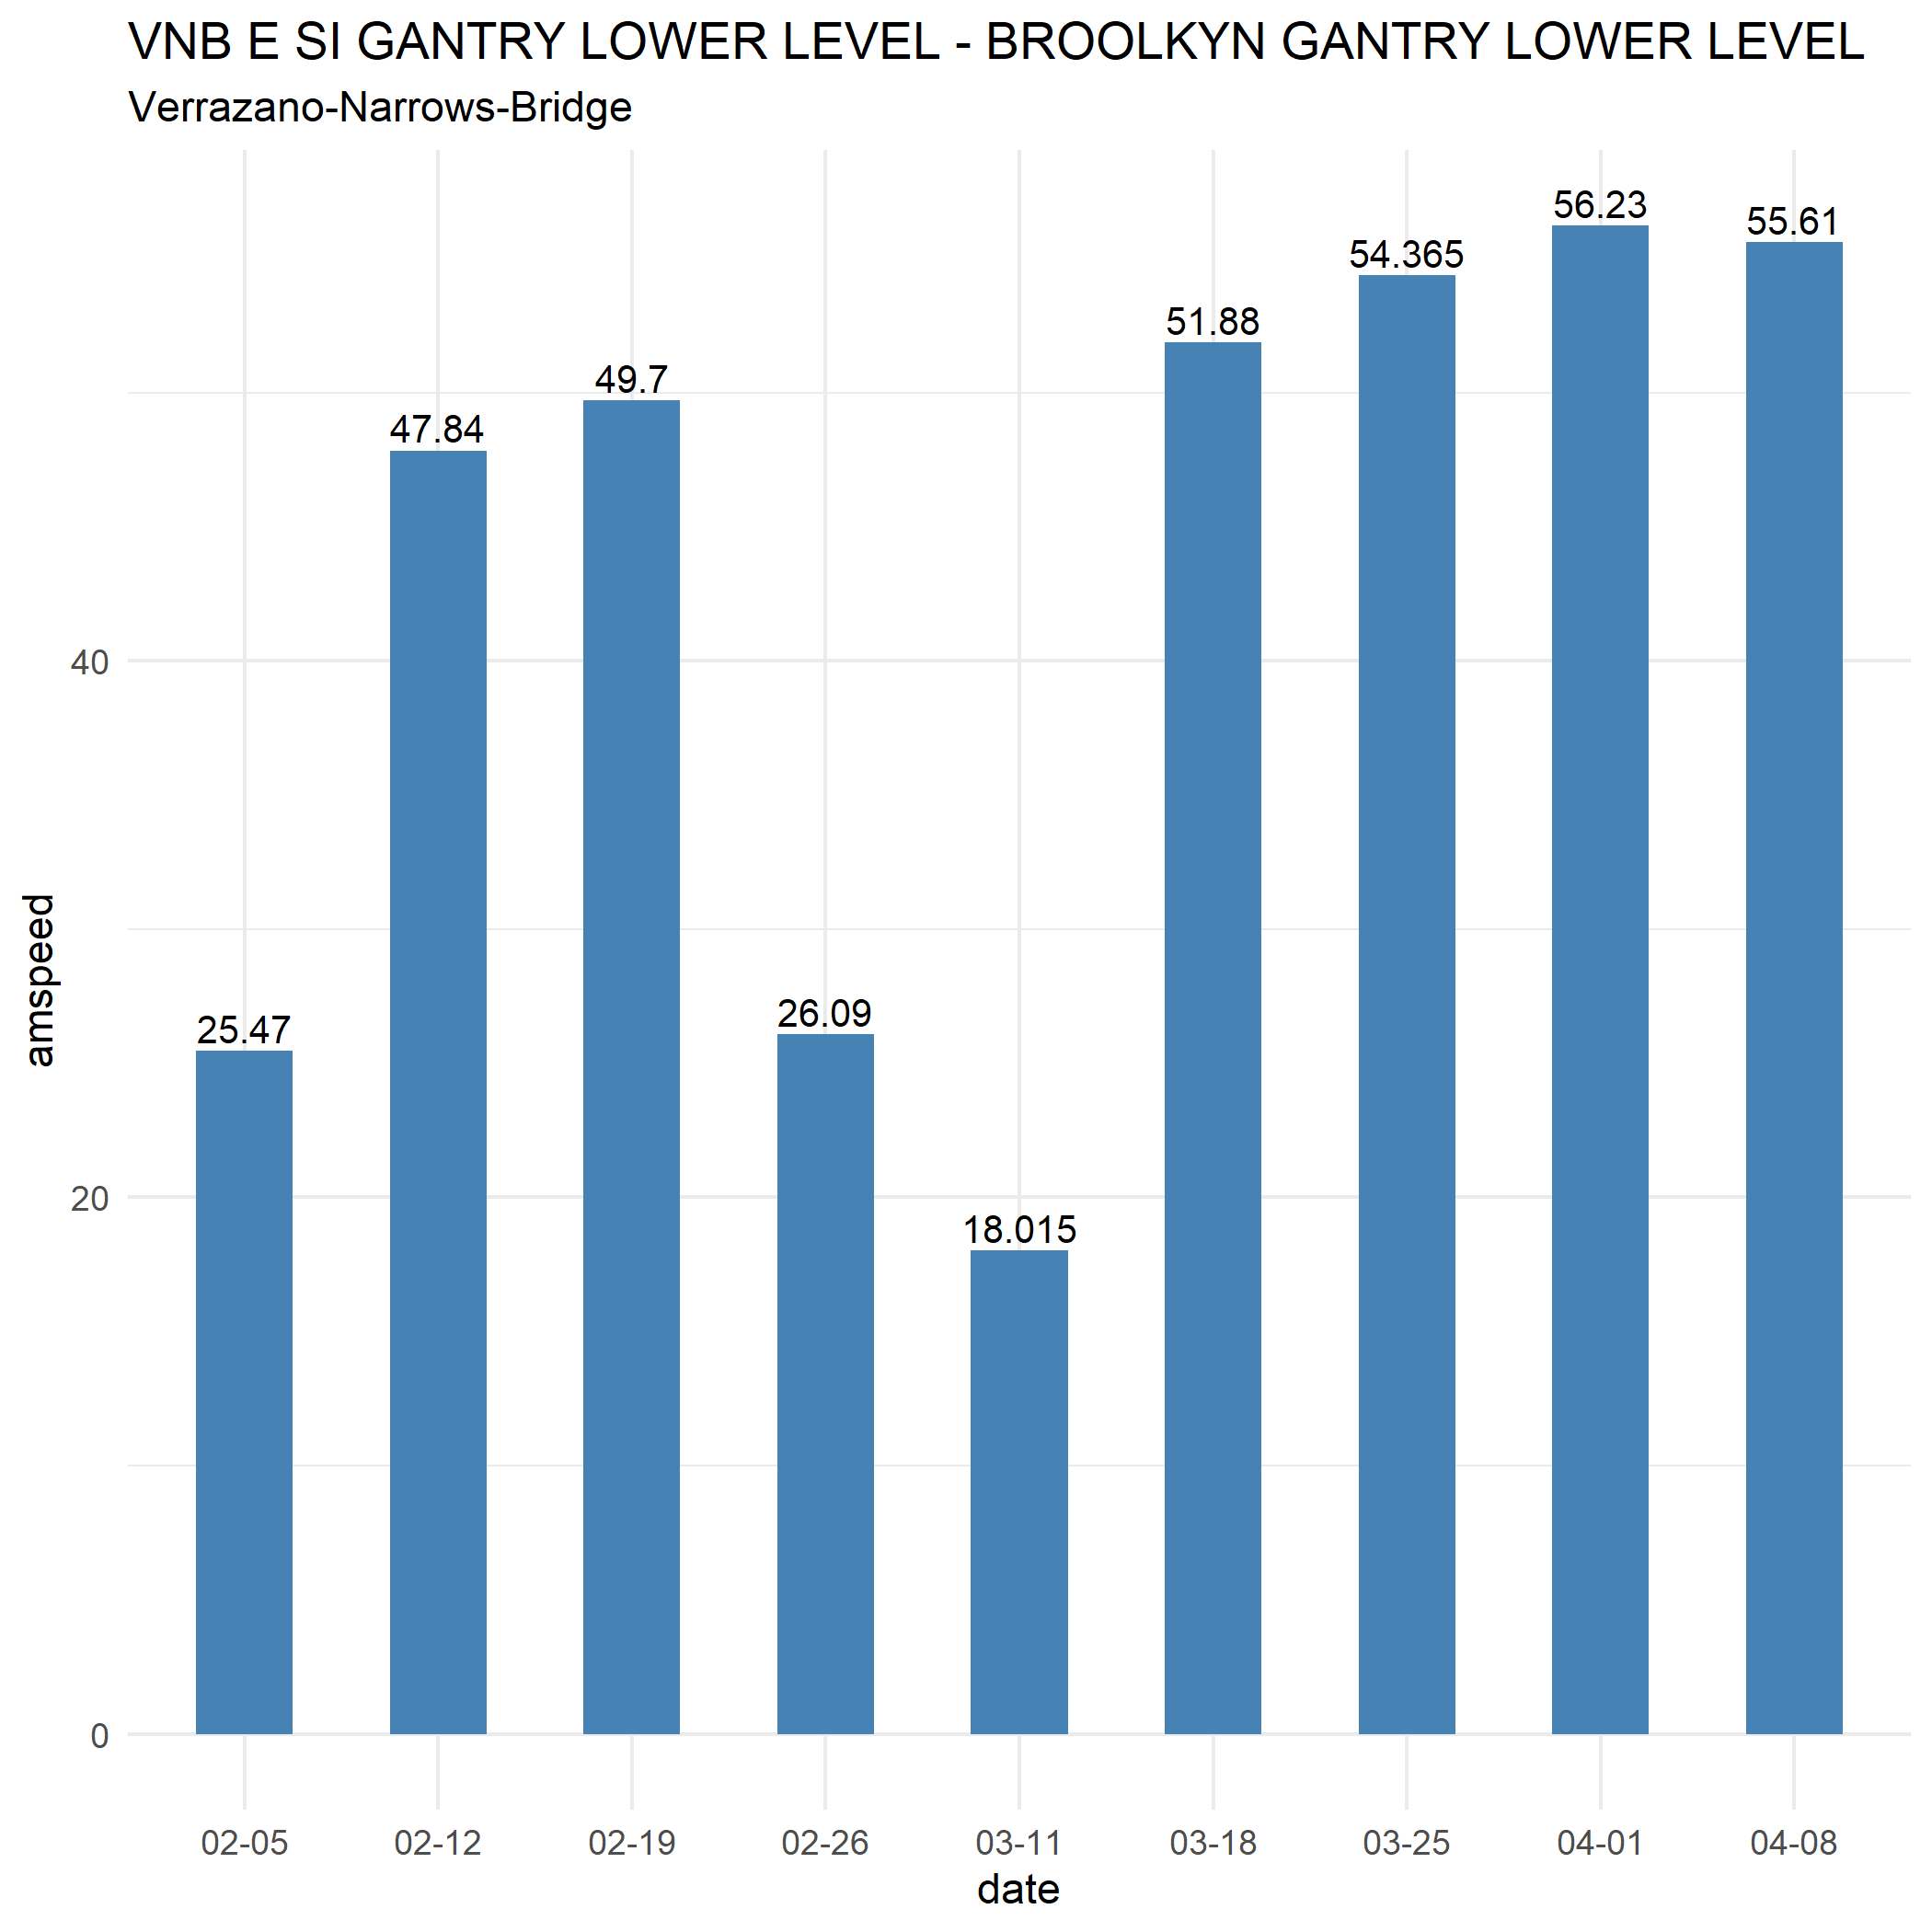 VNB E SI GANTRY LOWER LEVEL - BROOLKYN GANTRY LOWER LEVEL
Verrazano-Narrows-Bridge
56.23
55.61
54.365
51.88
49.7
47.84
40
amspeed
26.09
25.47
20
18.015
0
02-05 02-12 02-19 02-26 03-11 03-18 03-25 04-01 04-08
date